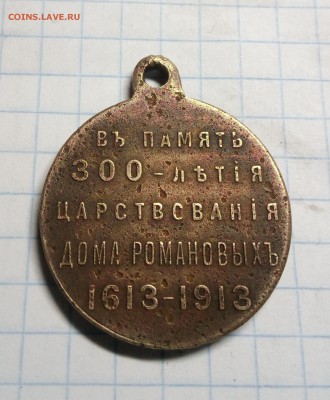 COINS.LAVE.RU
ВЪ ПАМЯТЬ
300-ЛѢТІЯ
ЦАРСТВОВАНІЯ
ДОМА РОМАНОВЫХЪ
1613-1913